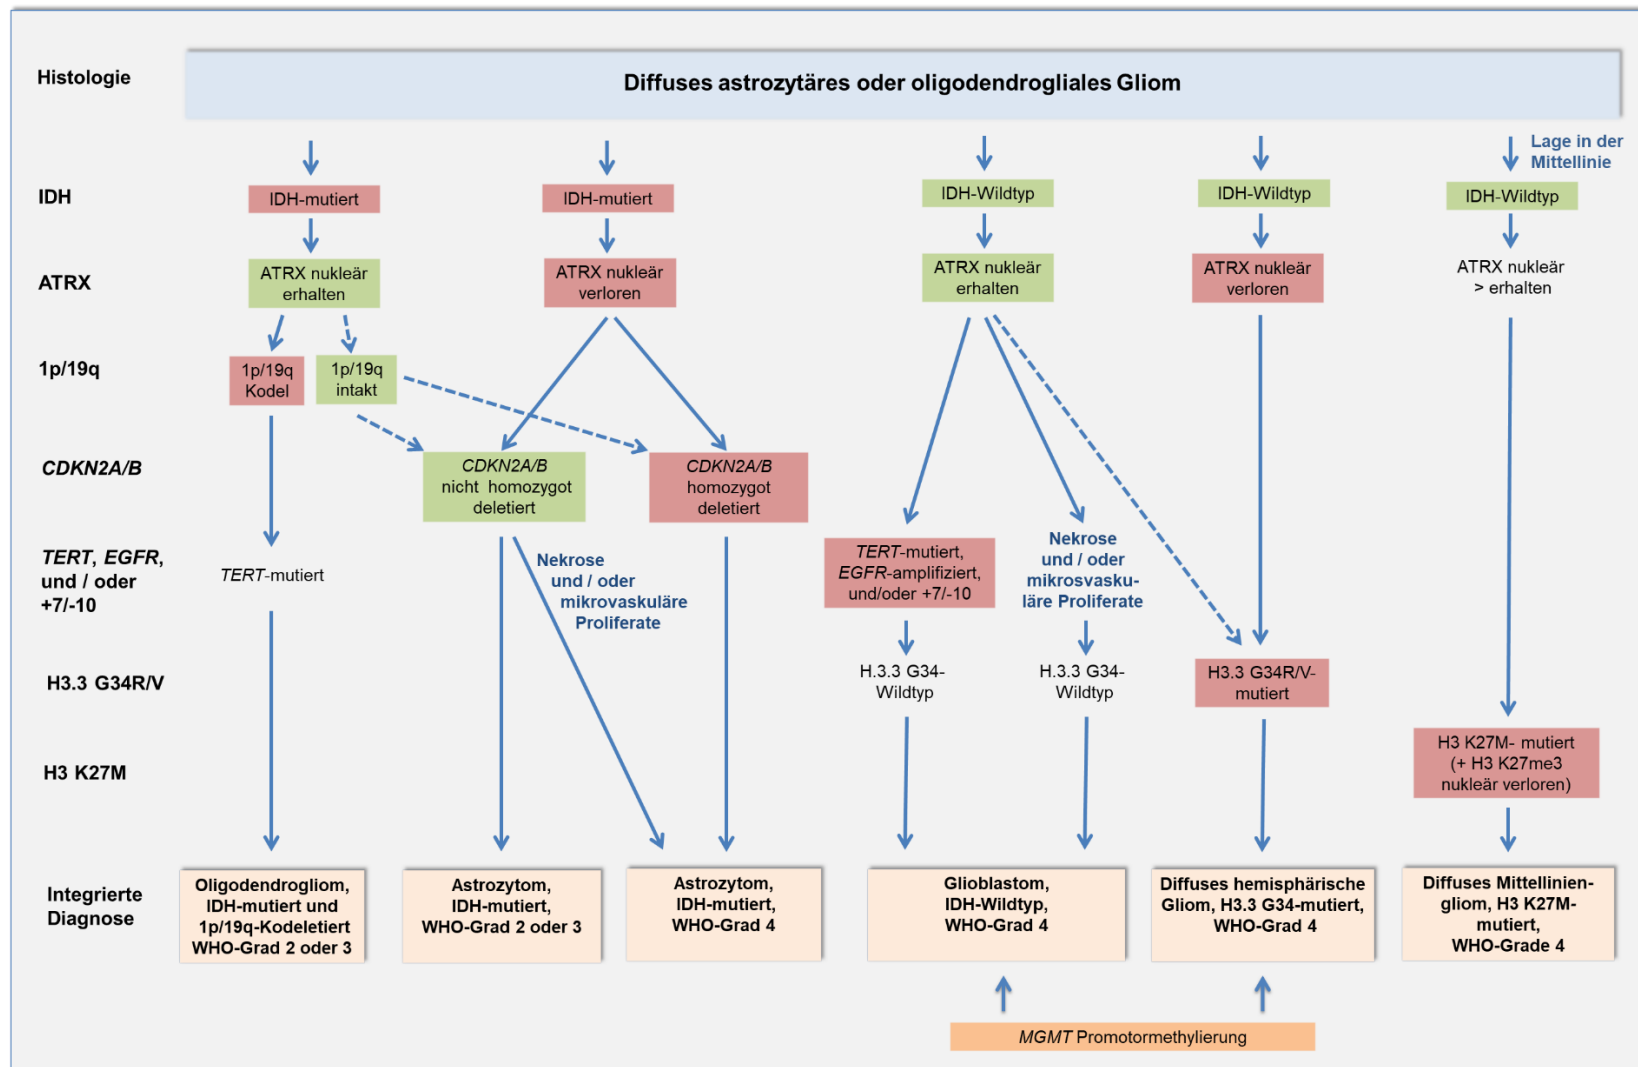 Histologie
Diffuses astrozytäres oder oligodendrogliales Gliom
Lage in der
Mittellinie
IDH
IDH-mutiert
IDH-mutiert
IDH-Wildtyp
IDH-Wildtyp
IDH-Wildtyp
ATRX
ATRX nukleär
erhalten
ATRX nukleär
verloren
ATRX nukleär
erhalten
ATRX nukleär
verloren
ATRX nukleär
> erhalten
1p/19q
1p/19q
Kodel
1p/19q
intakt
CDKN2A/B
CDKN2A/B
nicht homozygot
deletiert
CDKN2A/B
homozygot
deletiert
TERT, EGFR,
und / oder
+7/-10
TERT-mutiert
Nekrose
und / oder
mikrovaskuläre
Proliferate
TERT-mutiert,
EGFR-amplifiziert,
und/oder +7/-10
Nekrose
und / oder
mikrosvasku-
läre Proliferate
H3.3 G34R/V
H.3.3 G34-
Wildtyp
H.3.3 G34-
Wildtyp
H3.3 G34R/V-
mutiert
H3 K27M
H3 K27M- mutiert
(+ H3 K27me3
nukleär verloren)
Integrierte
Diagnose
Oligodendrogliom,
IDH-mutiert und
1p/19q-Kodeletiert
WHO-Grad 2 oder 3
Astrozytom,
IDH-mutiert,
WHO-Grad 2 oder 3
Astrozytom,
IDH-mutiert,
WHO-Grad 4
Glioblastom,
IDH-Wildtyp,
WHO-Grad 4
Diffuses hemisphärische
Gliom, H3.3 G34-mutiert,
WHO-Grad 4
Diffuses Mittellinien-
gliom, H3 K27M-
mutiert,
WHO-Grade 4
MGMT Promotormethylierung